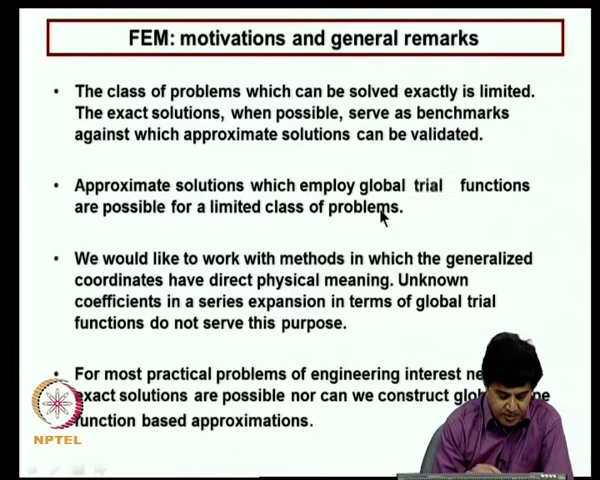 FEM: motivations and general remarks
• The class of problems which can be solved exactly is limited.
The exact solutions, when possible, serve as benchmarks
against which approximate solutions can be validated.
• Approximate solutions which employ global trial functions
are possible for a limited class of problems.
• We would like to work with methods in which the generalized
coordinates have direct physical meaning. Unknown
coefficients in a series expansion in terms of global trial
functions do not serve this purpose.
• For most practical problems of engineering interest
exact solutions are possible nor can we construct
function based approximations.
NPTEL